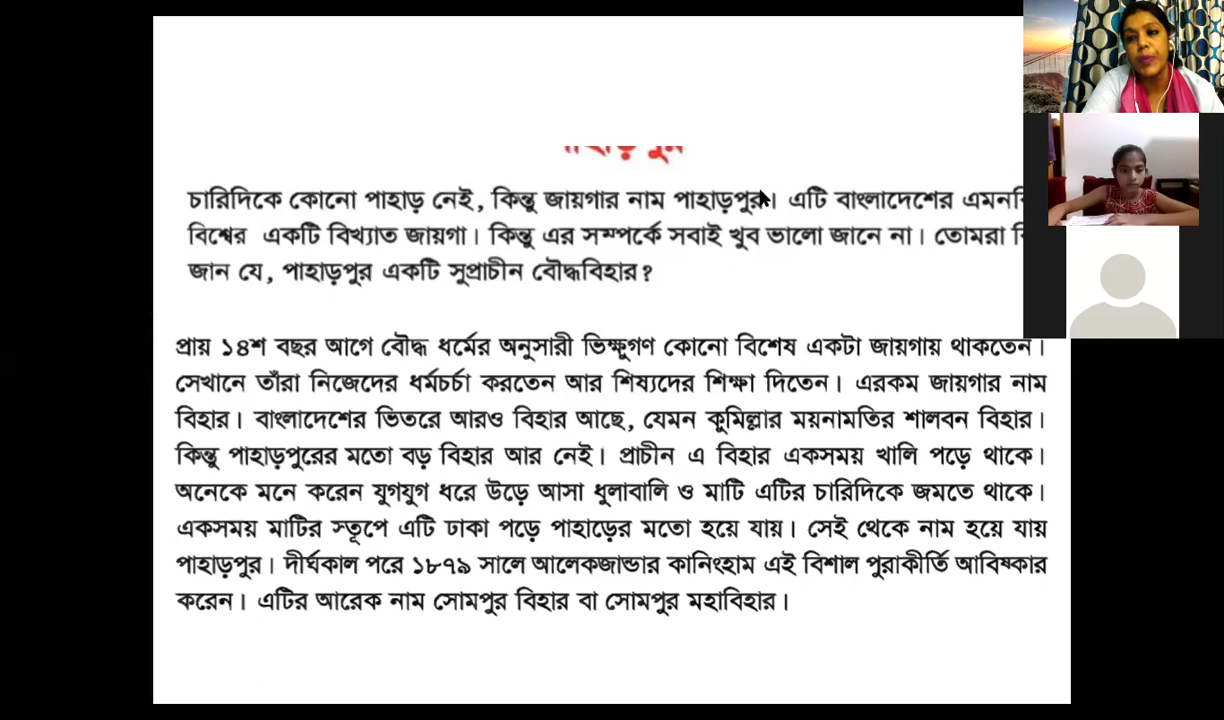 চারিদিকে কোনো পাহাড় নেই, কিন্তু জায়গার নাম পাহাড়পুর। এটি বাংলাদেশের
বিশ্বের একটি বিখ্যাত জায়গা। কিন্তু এর সম্পর্কে সবাই খুব ভালো জানে না। তোমরা
জান যে, পাহাড়পুর একটি সুপ্রাচীন বৌদ্ধবিহার?
প্রায় ১৪শ বছর আগে বৌদ্ধ ধর্মের অনুসারী ভিক্ষুগণ কোনো বিশেষ একটা জায়গায় থাকতেন।
সেখানে তাঁরা নিজেদের ধর্মচর্চা করতেন আর শিষ্যদের শিক্ষা দিতেন। এরকম জায়গার নাম
বিহার। বাংলাদেশের ভিতরে আরও বিহার আছে, যেমন কুমিল্লার ময়নামতির শালবন বিহার।
কিন্তু পাহাড়পুরের মতো বড় বিহার আর নেই। প্রাচীন এ বিহার একসময় খালি পড়ে থাকে।
অনেকে মনে করেন যুগযুগ ধরে উড়ে আসা ধুলাবালি ও মাটি এটির চারিদিকে জমতে থাকে।
একসময় মাটির স্তূপে এটি ঢাকা পড়ে পাহাড়ের মতো হয়ে যায়। সেই থেকে নাম হয়ে যায়
পাহাড়পুর। দীর্ঘকাল পরে ১৮৭৯ সালে আলেকজান্ডার কানিংহাম এই বিশাল পুরাকীর্তি আবিষ্কার
করেন। এটির আরেক নাম সোমপুর বিহার বা সোমপুর মহাবিহার।